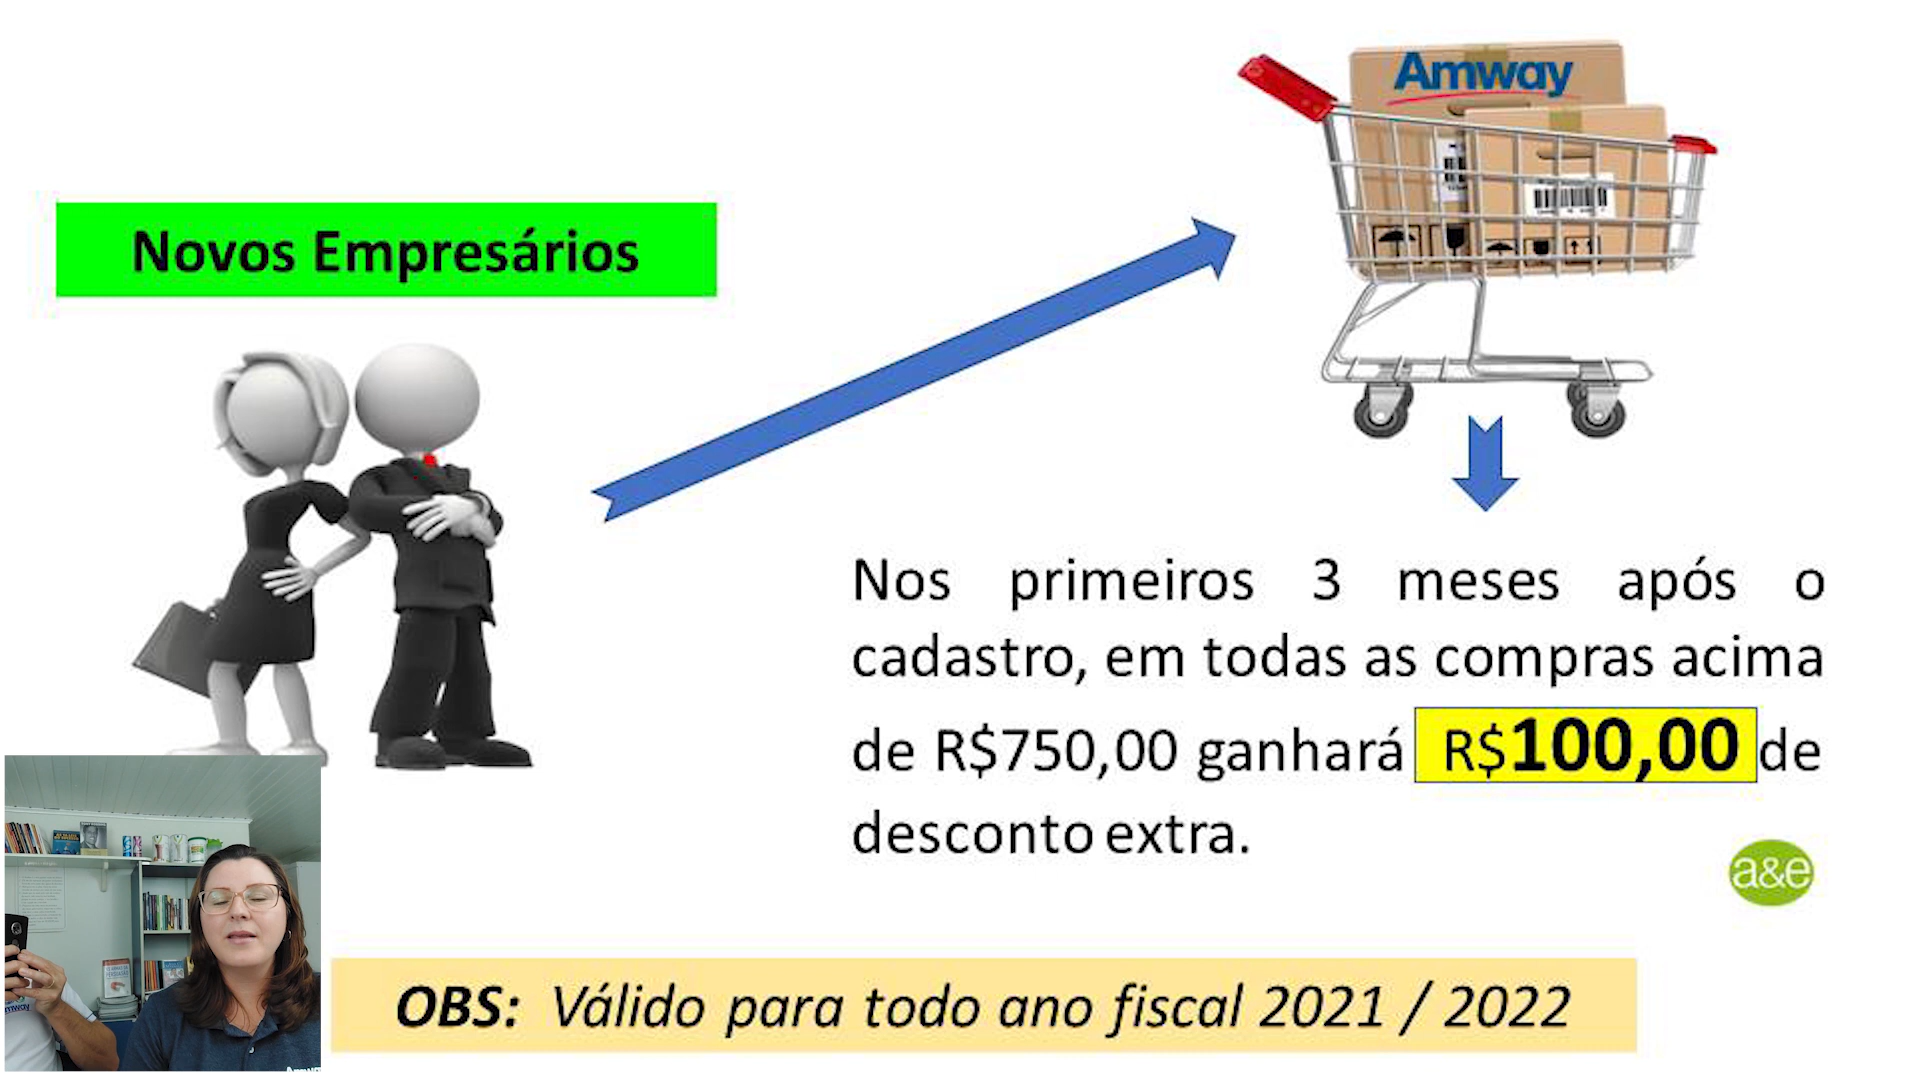 Amway
Novos Empresários
Nos primeiros 3 meses após o
cadastro, em todas as compras acima
de R$750,00 ganhará R$100,00 de
desconto extra.
a&e
OBS: Válido para todo ano fiscal 2021 / 2022
Amway